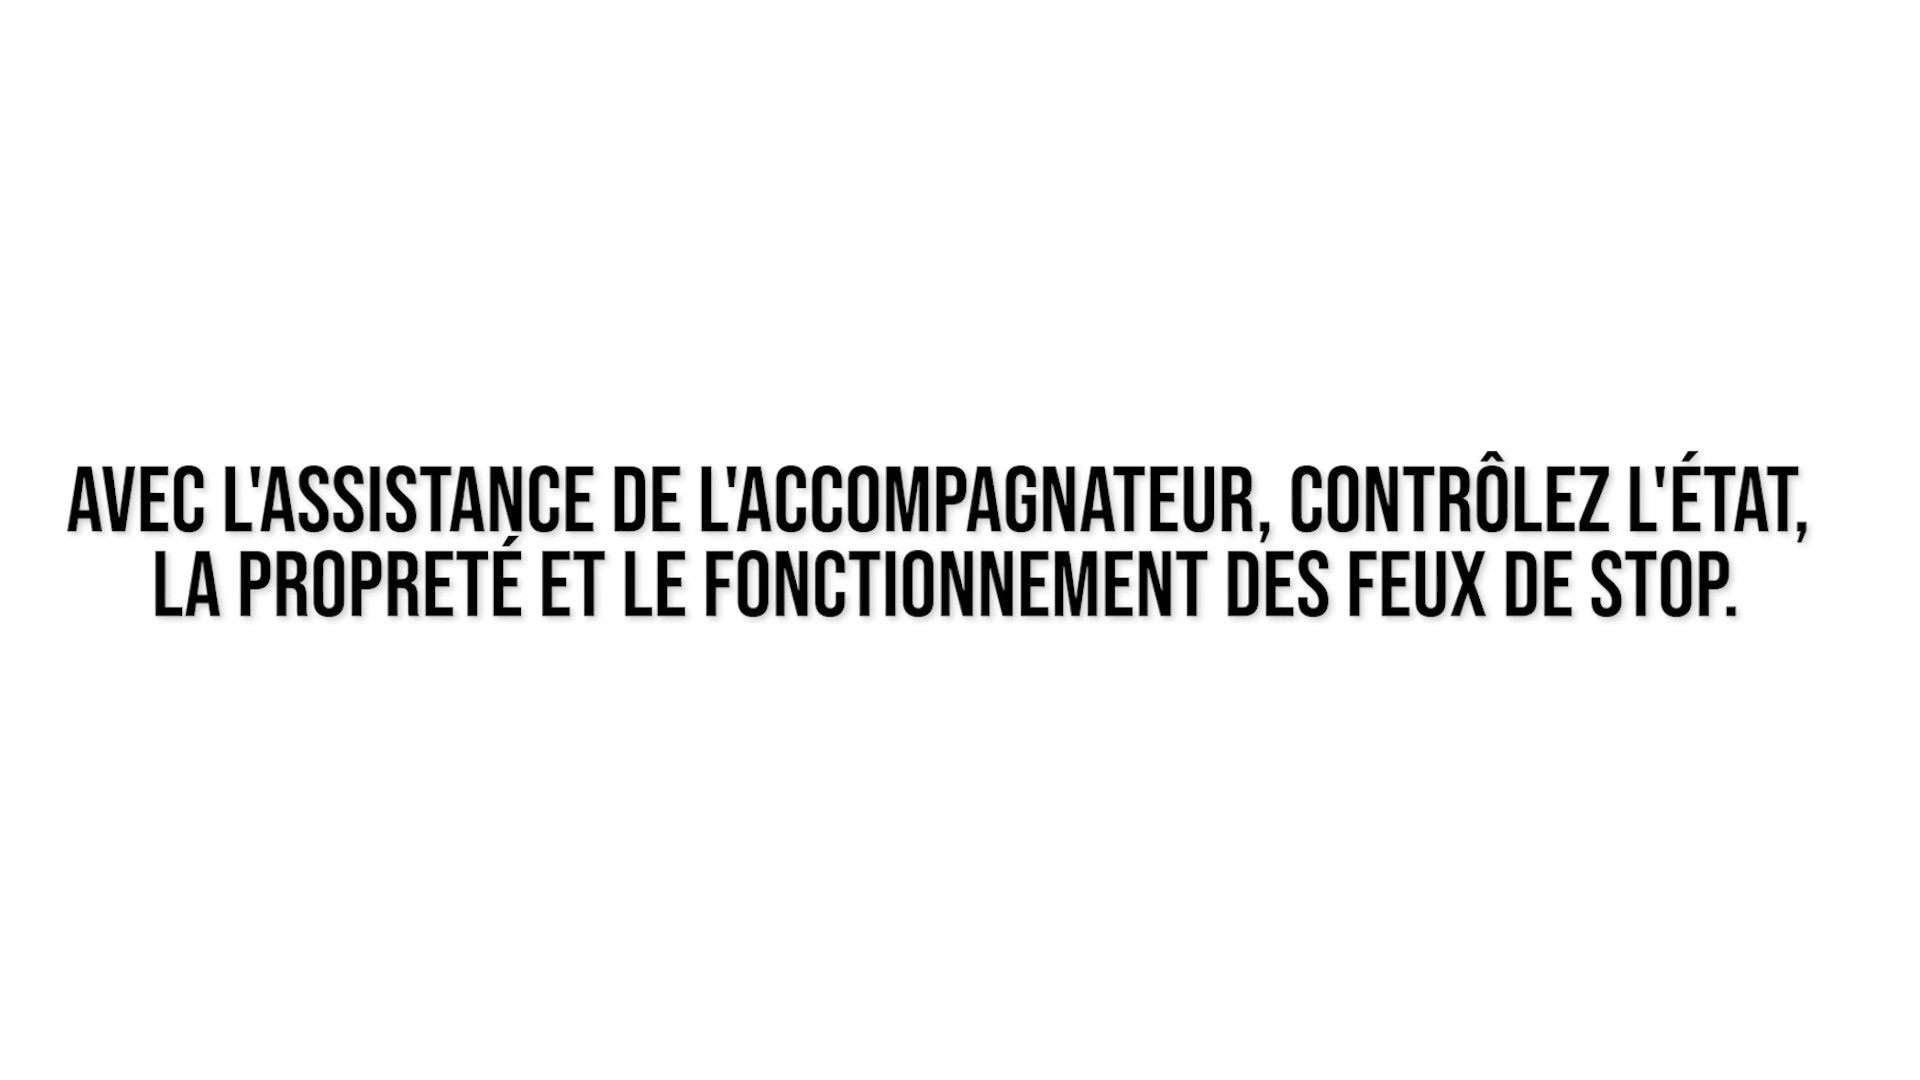 AVEC L'ASSISTANCE DE L'ACCOMPAGNATEUR, CONTRÔLEZ L'ÉTAT,
LA PROPRETÉ ET LE FONCTIONNEMENT DES FEUX DE STOP.